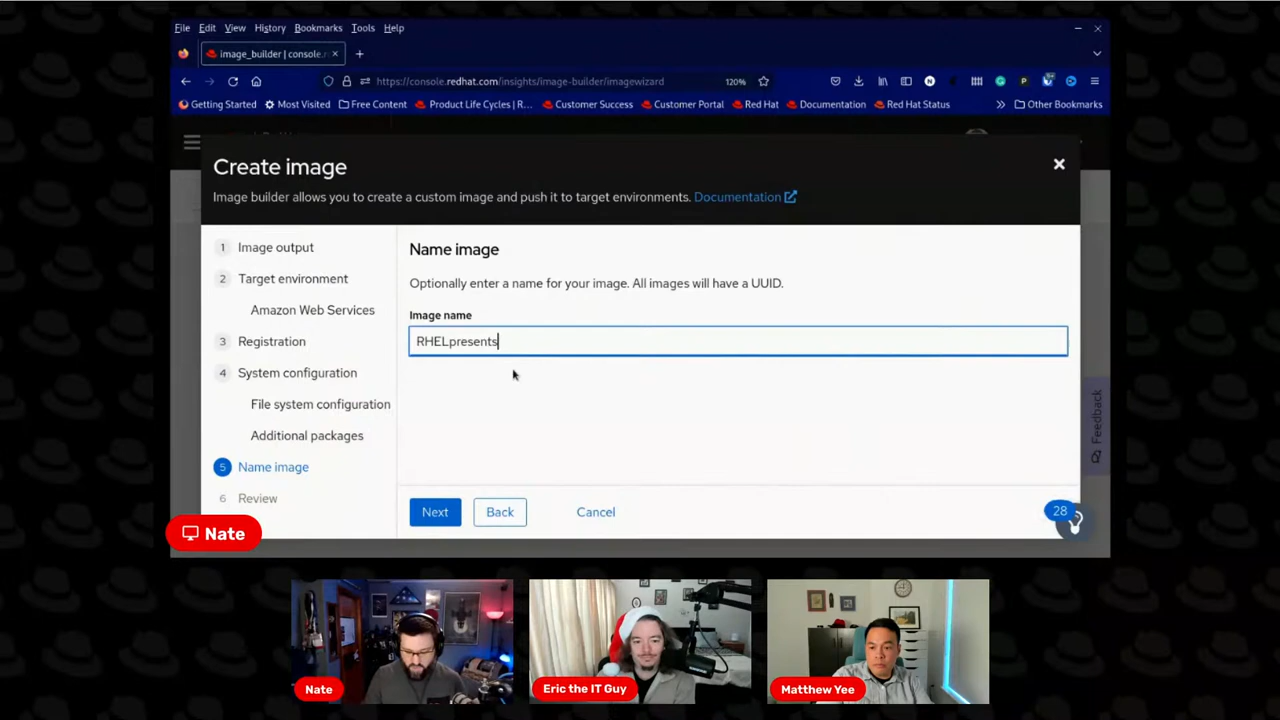 File Edit View History Bookmarks Tools Help
image_builder | console.r
https://console.redhat.com/insights/image-builder/imagewizard 120%
Getting Started Most Visited Free Content Product Life Cycles | R... Customer Success Customer Portal Red Hat Documentation Red Hat Status Other Bookmarks
Create image
Image builder allows you to create a custom image and push it to target environments. Documentation
1 Image output
2 Target environment
Amazon Web Services
3 Registration
4 System configuration
File system configuration
Additional packages
5 Name image
6 Review
Name image
Optionally enter a name for your image. All images will have a UUID.
Image name
RHELpresents
Next Back Cancel
Feedback
28
Nate
Nate
Eric the IT Guy
Matthew Yee